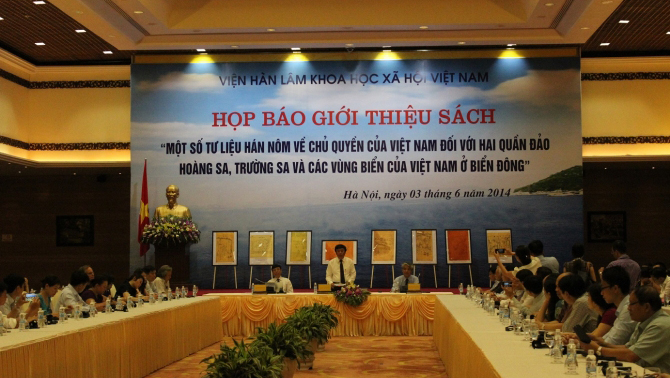 VIỆN HÀN LÂM KHOA HỌC XÃ HỘI VIỆT NAM
HỌP BÁO GIỚI THIỆU SÁCH
“MỘT SỐ TƯ LIỆU HÁN NÔM VỀ CHỦ QUYỀN CỦA VIỆT NAM ĐỐI VỚI HAI QUẦN ĐẢO
HOÀNG SA, TRƯỜNG SA VÀ CÁC VÙNG BIỂN CỦA VIỆT NAM Ở BIỂN ĐÔNG”
Hà Nội, ngày 03 tháng 6 năm 2014